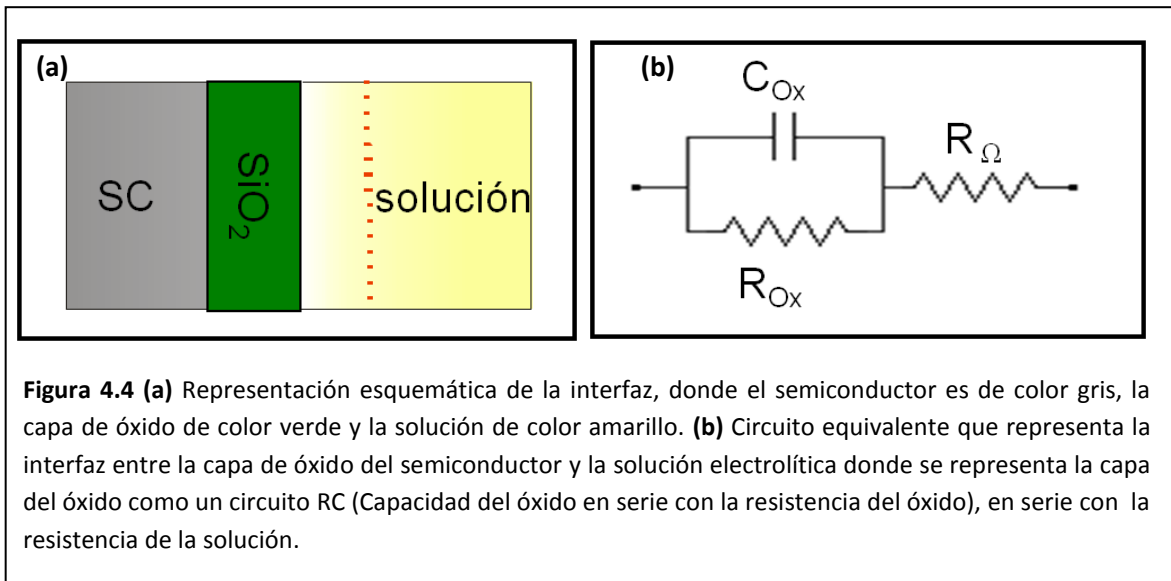 (a)
SC
SiO₂
solución
(b)
C_Ox
R_Ω
R_Ox
Figura 4.4 (a) Representación esquemática de la interfaz, donde el semiconductor es de color gris, la
capa de óxido de color verde y la solución de color amarillo. (b) Circuito equivalente que representa la
interfaz entre la capa de óxido del semiconductor y la solución electrolítica donde se representa la capa
del óxido como un circuito RC (Capacidad del óxido en serie con la resistencia del óxido), en serie con la
resistencia de la solución.